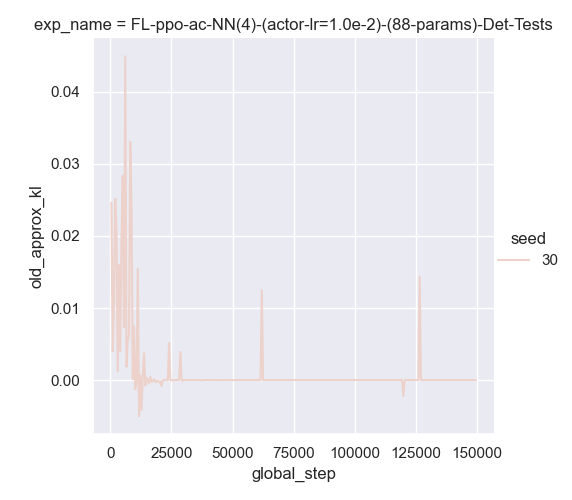 exp_name = FL-ppo-ac-NN(4)-(actor-lr=1.0e-2)-(88-params)-Det-Tests
0.04
0.03
0.02
0.01
0.00
old_approx_kl
0 25000 50000 75000 100000 125000 150000
global_step
seed
30